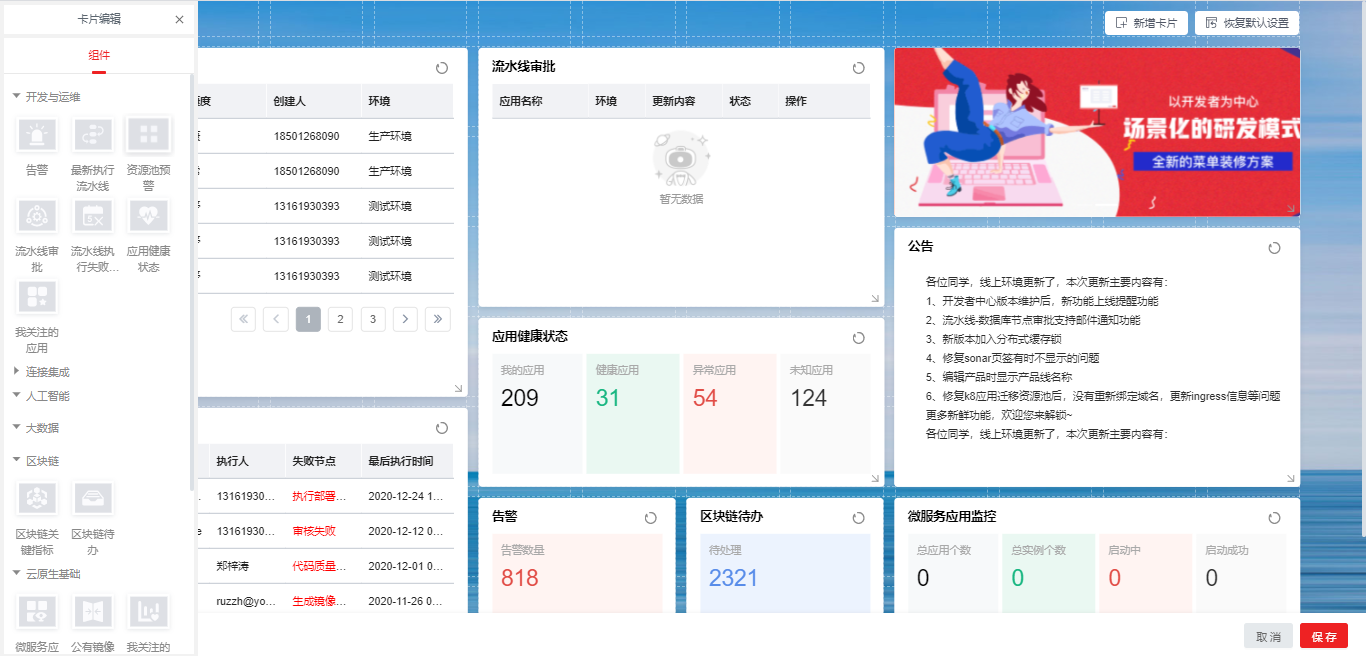 卡片编辑
组件
开发与运维
告警
最新执行
流水线
资源池预
警
流水线审
批
流水线执
行失败...
应用健康
状态
我关注的
应用
连接集成
人工智能
大数据
区块链
区块链关
键指标
区块链待
办
云原生基础
微服务应
公有镜像
我关注的
新增卡片
恢复默认设置
创建人 环境
18501268090 生产环境
18501268090 生产环境
13161930393 测试环境
13161930393 测试环境
13161930393 测试环境
1 2 3
执行人 失败节点 最后执行时间
13161930... 执行部署... 2020-12-24 1...
13161930... 审核失败 2020-12-12 0...
郑梓涛 代码质量... 2020-12-01 0...
ruzzh@yo... 生成镜像... 2020-11-26 0...
流水线审批
应用名称 环境 更新内容 状态 操作
暂无数据
应用健康状态
我的应用 健康应用 异常应用 未知应用
209 31 54 124
告警
告警数量
818
区块链待办
待处理
2321
以开发者为中心
场景化的研发模式
全新的菜单装修方案
公告
各位同学，线上环境更新了，本次更新主要内容有：
1、开发者中心版本维护后，新功能上线提醒功能
2、流水线-数据库节点审批支持邮件通知功能
3、新版本加入分布式缓存锁
4、修复sonar页签有时不显示的问题
5、编辑产品时显示产品线名称
6、修复k8应用迁移资源池后，没有重新绑定域名，更新ingress信息等问题
更多新鲜功能，欢迎您来解锁~
各位同学，线上环境更新了，本次更新主要内容有：
微服务应用监控
总应用个数 总实例个数 启动中 启动成功
0 0 0 0
取消
保存